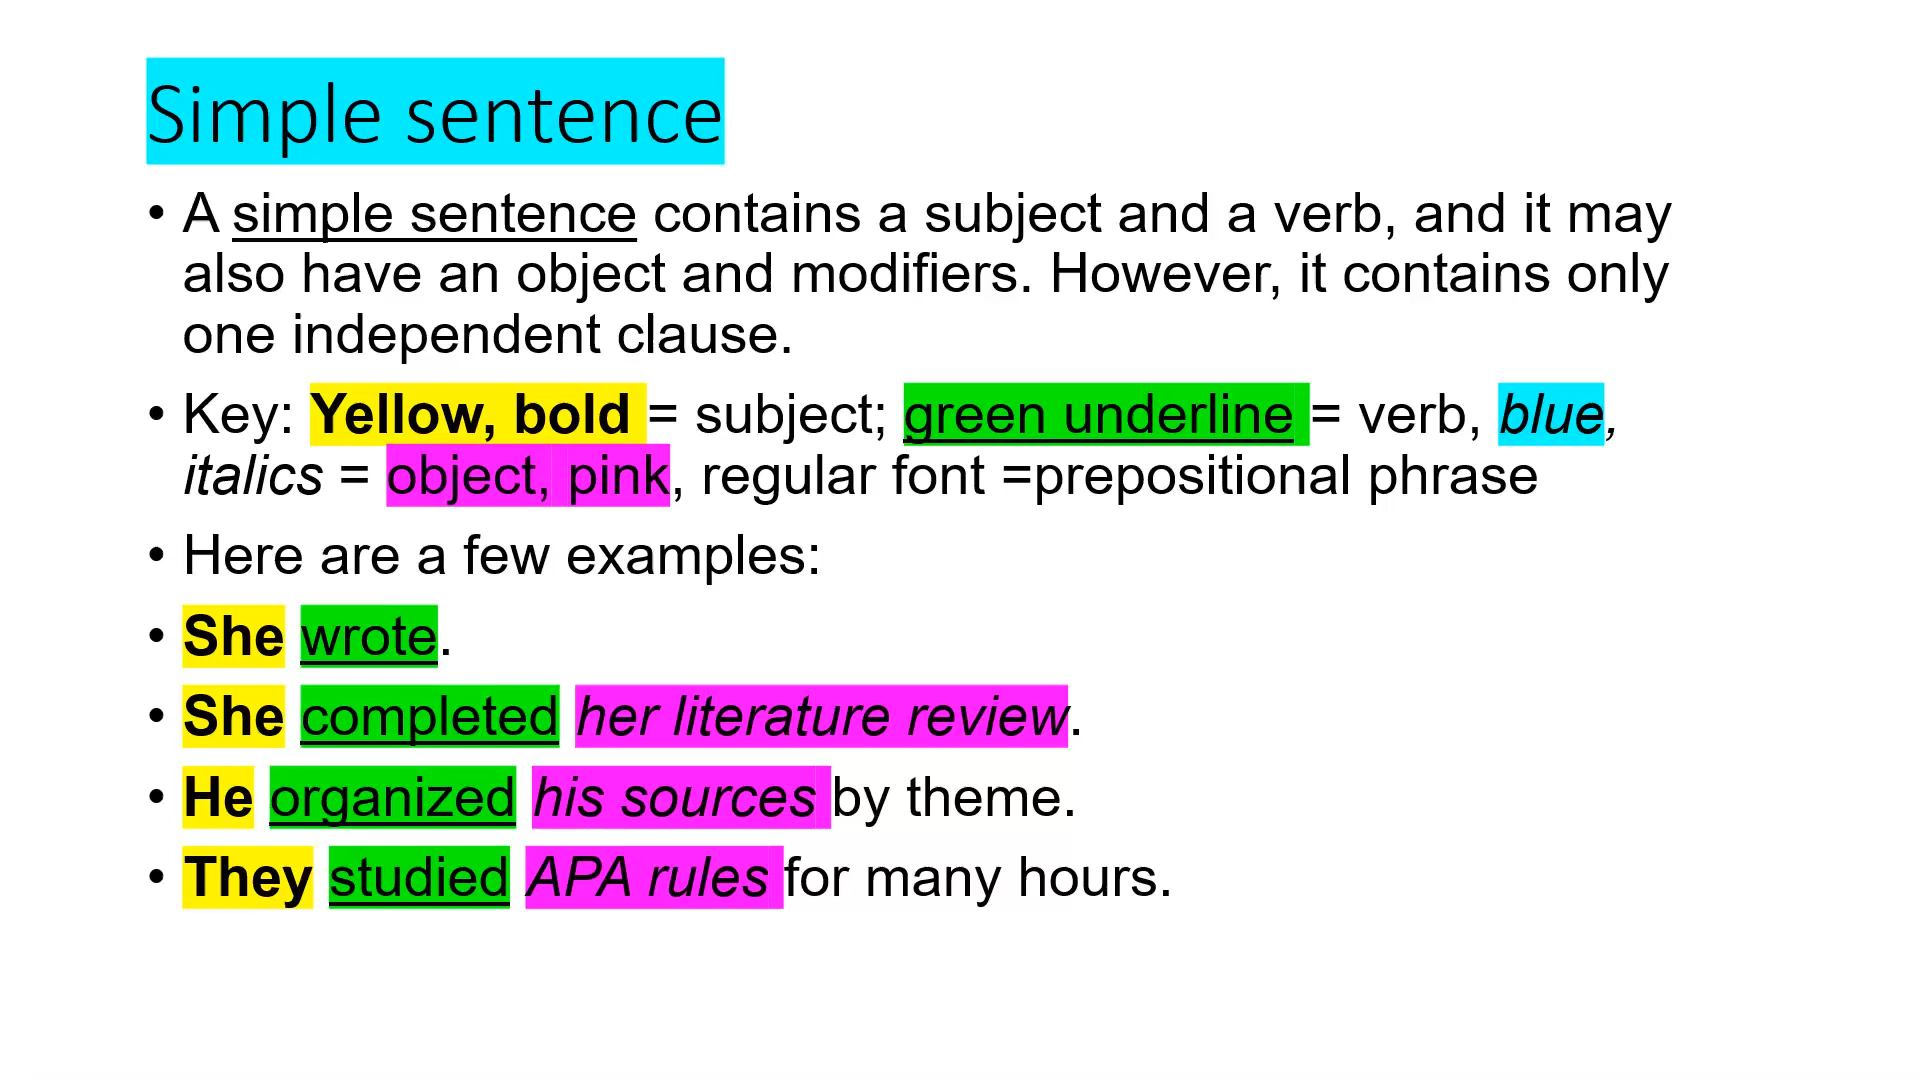 Simple sentence
• A simple sentence contains a subject and a verb, and it may
also have an object and modifiers. However, it contains only
one independent clause.
• Key: Yellow, bold = subject; green underline = verb, blue,
italics = object, pink, regular font =prepositional phrase
• Here are a few examples:
• She wrote.
• She completed her literature review.
• He organized his sources by theme.
• They studied APA rules for many hours.